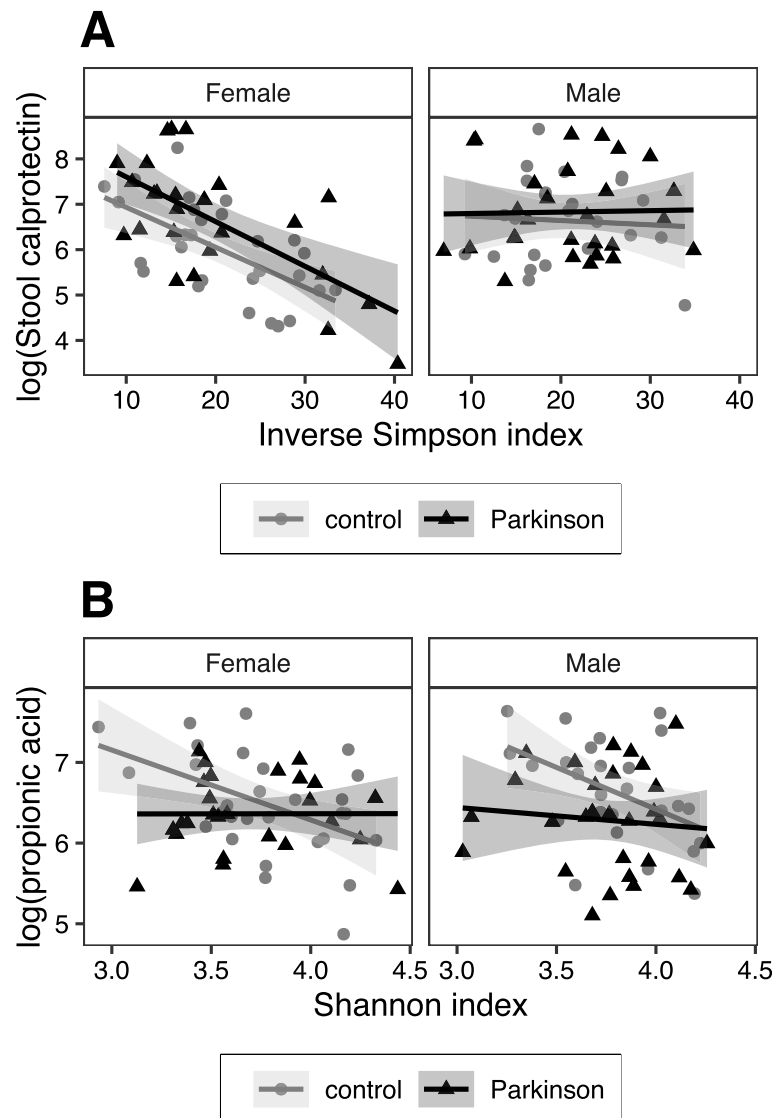 A
Female Male
log(Stool calprotectin)
8
7
6
5
4
10 20 30 40 10 20 30 40
Inverse Simpson index
control Parkinson
B
Female Male
log(propionic acid)
7
6
5
3.0 3.5 4.0 4.5 3.0 3.5 4.0 4.5
Shannon index
control Parkinson